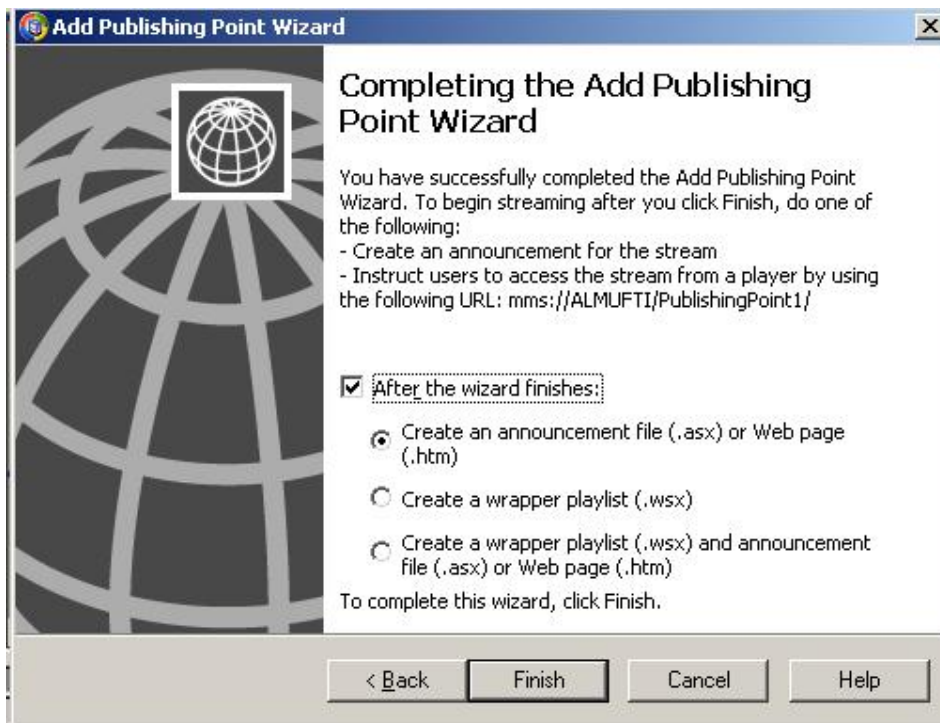 Add Publishing Point Wizard
Completing the Add Publishing
Point Wizard
You have successfully completed the Add Publishing Point
Wizard. To begin streaming after you click Finish, do one of
the following:
- Create an announcement for the stream
- Instruct users to access the stream from a player by using
the following URL: mms://ALMUFTI/PublishingPoint1/
After the wizard finishes:
Create an announcement file (.asx) or Web page
(.htm)
Create a wrapper playlist (.wsx)
Create a wrapper playlist (.wsx) and announcement
file (.asx) or Web page (.htm)
To complete this wizard, click Finish.
< Back Finish Cancel Help